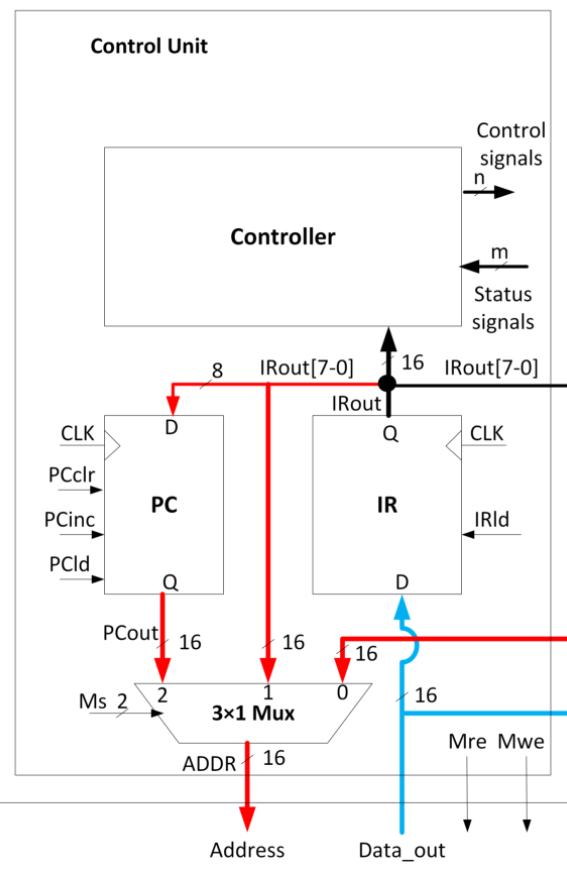 Control Unit
Control
signals
n
Controller
m
Status
signals
16
8
IRout[7-0]
IRout[7-0]
IRout
D
Q
CLK
CLK
PCclr
PC
IR
PCinc
IRld
PCld
Q
D
PCout
16
16
16
2
1
0
Ms
2
3×1 Mux
16
Mre
Mwe
ADDR
16
Address
Data_out